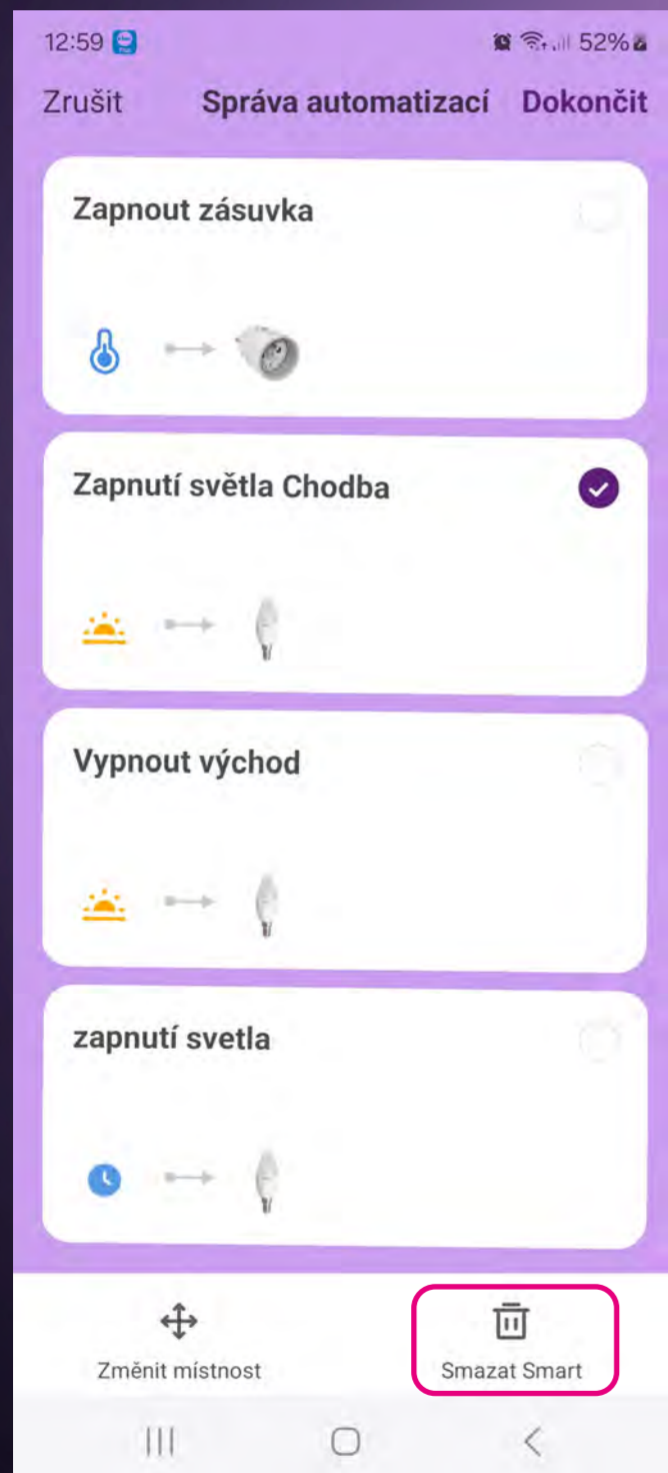 12:59
52%
Zrušit Správa automatizací Dokončit
Zapnout zásuvka
Zapnutí světla Chodba
Vypnout východ
zapnutí svetla
Změnit místnost Smazat Smart